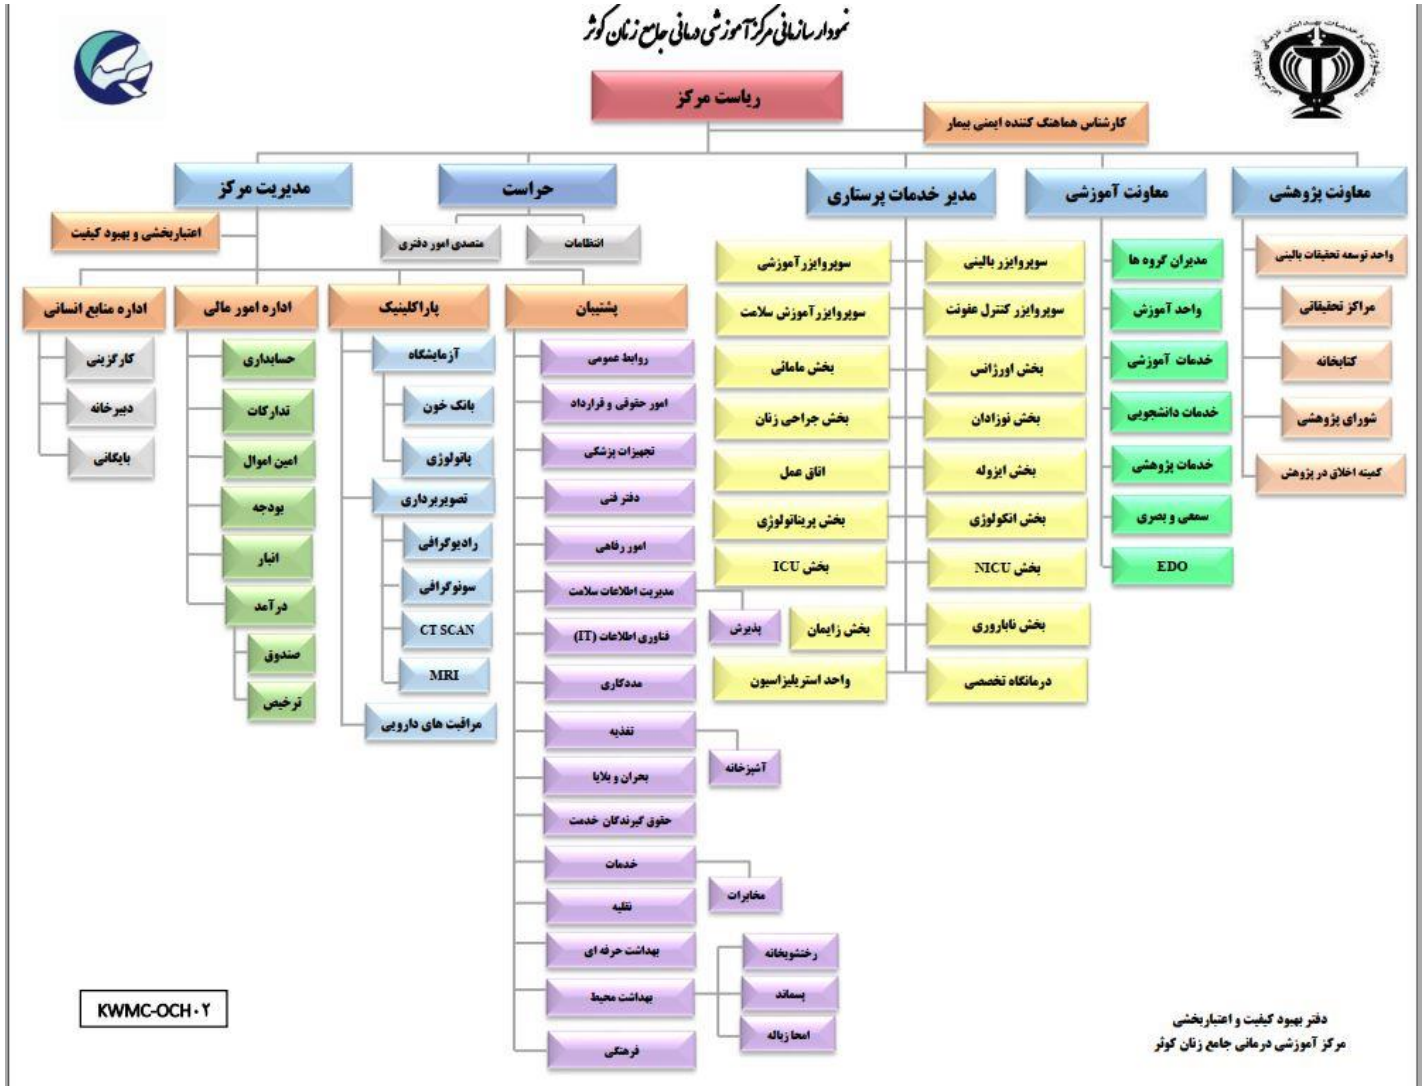 نمودار سازمانی مرکز آموزشی درمانی جامع زنان کوثر
ریاست مرکز
کارشناس هماهنگ کننده ایمنی بیمار
معاونت پژوهشی
معاونت آموزشی
مدیر خدمات پرستاری
حراست
مدیریت مرکز
واحد توسعه تحقیقات بالینی
مراکز تحقیقاتی
کتابخانه
شورای پژوهشی
کمیته اخلاق در پژوهش
مدیران گروه ها
واحد آموزش
خدمات آموزشی
خدمات دانشجویی
خدمات پژوهشی
سمعی و بصری
EDO
سوپروایزر بالینی
سوپروایزر آموزشی
سوپروایزر کنترل عفونت
سوپروایزر آموزش سلامت
بخش اورژانس
بخش مامائی
بخش نوزادان
بخش جراحی زنان
بخش ایزوله
اتاق عمل
بخش انکولوژی
بخش پریناتولوژی
بخش NICU
بخش ICU
بخش ناباروری
بخش زایمان
درمانگاه تخصصی
واحد استریلیزاسیون
انتظامات
متصدی امور دفتری
اعتباربخشی و بهبود کیفیت
پشتیبان
پاراکلینیک
اداره امور مالی
اداره منابع انسانی
روابط عمومی
امور حقوقی و قرارداد
تجهیزات پزشکی
دفتر فنی
امور رفاهی
مدیریت اطلاعات سلامت
پذیرش
فناوری اطلاعات (IT)
مددکاری
تغذیه
آشپزخانه
بحران و بلایا
حقوق گیرندگان خدمت
خدمات
مخابرات
نقلیه
بهداشت حرفه ای
بهداشت محیط
رختشویخانه
پسماند
امحا زباله
فرهنگی
آزمایشگاه
بانک خون
پاتولوژی
تصویربرداری
رادیوگرافی
سونوگرافی
CT SCAN
MRI
مراقبت های دارویی
حسابداری
تدارکات
امین اموال
بودجه
انبار
درآمد
صندوق
ترخیص
کارگزینی
دبیرخانه
بایگانی
KWMC-OCH۰۲
دفتر بهبود کیفیت و اعتباربخشی
مرکز آموزشی درمانی جامع زنان کوثر